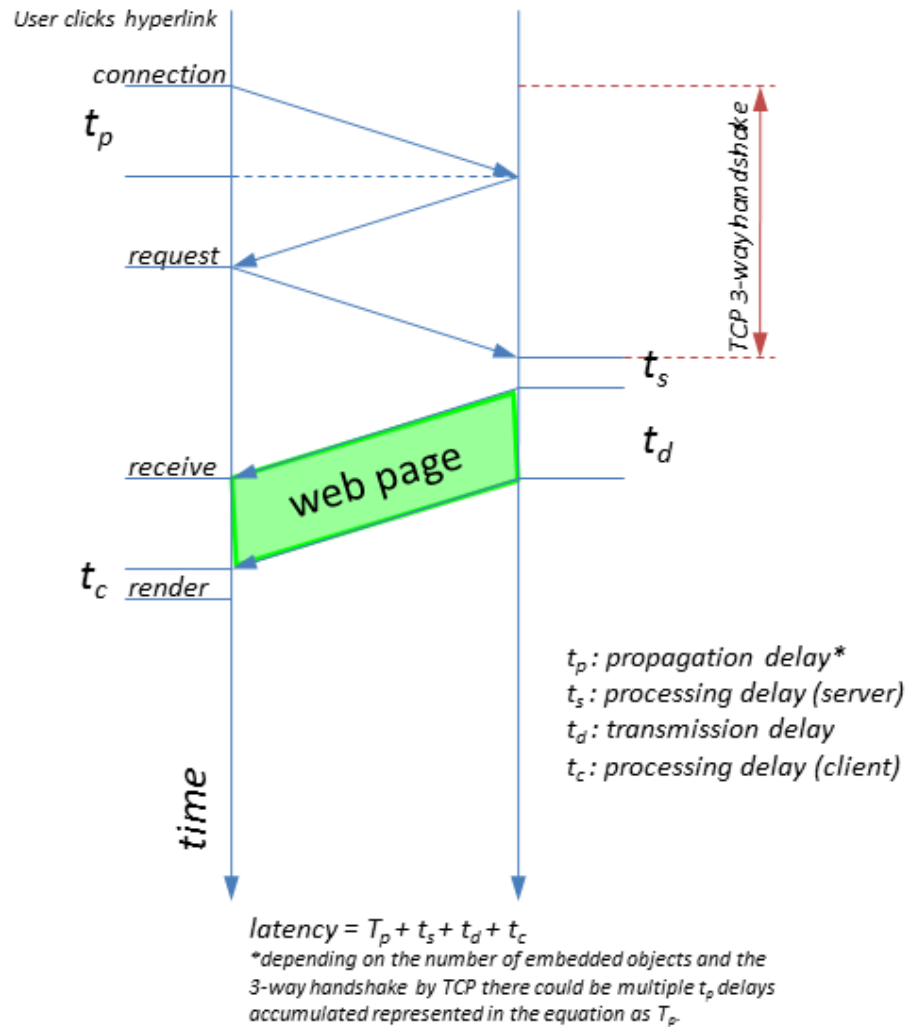 User clicks hyperlink
connection
tp
TCP 3-way handshake
request
ts
td
receive
web page
tc
render
tp : propagation delay*
ts : processing delay (server)
td : transmission delay
tc : processing delay (client)
time
latency = Tp + ts + td + tc
*depending on the number of embedded objects and the
3-way handshake by TCP there could be multiple tp delays
accumulated represented in the equation as Tp.